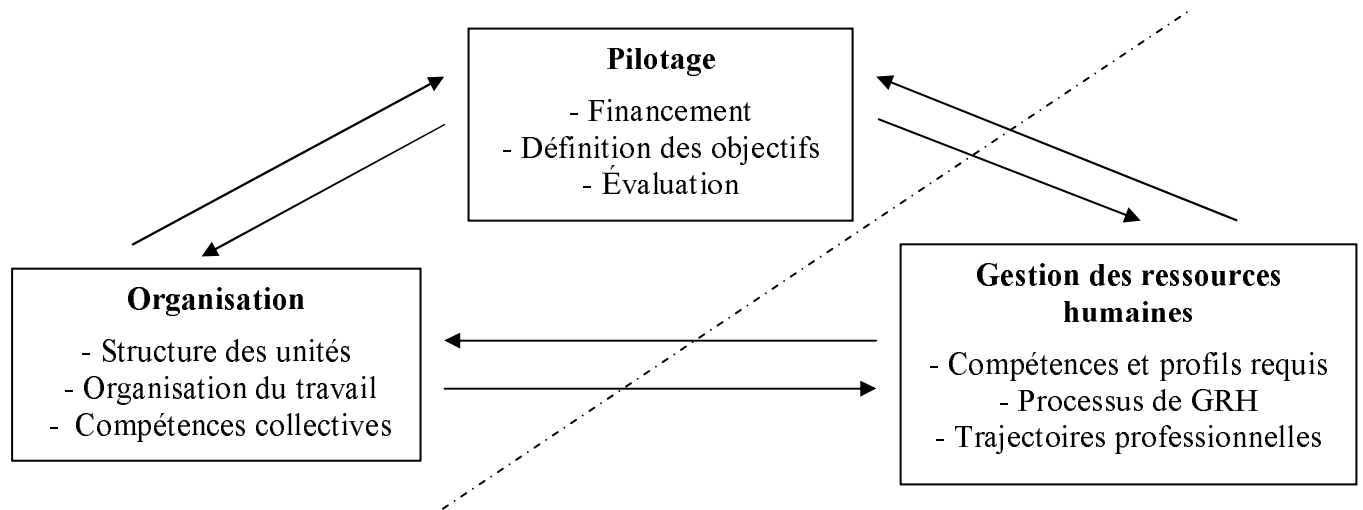 Pilotage
- Financement
- Définition des objectifs
- Évaluation
Organisation
- Structure des unités
- Organisation du travail
- Compétences collectives
Gestion des ressources
humaines
- Compétences et profils requis
- Processus de GRH
- Trajectoires professionnelles